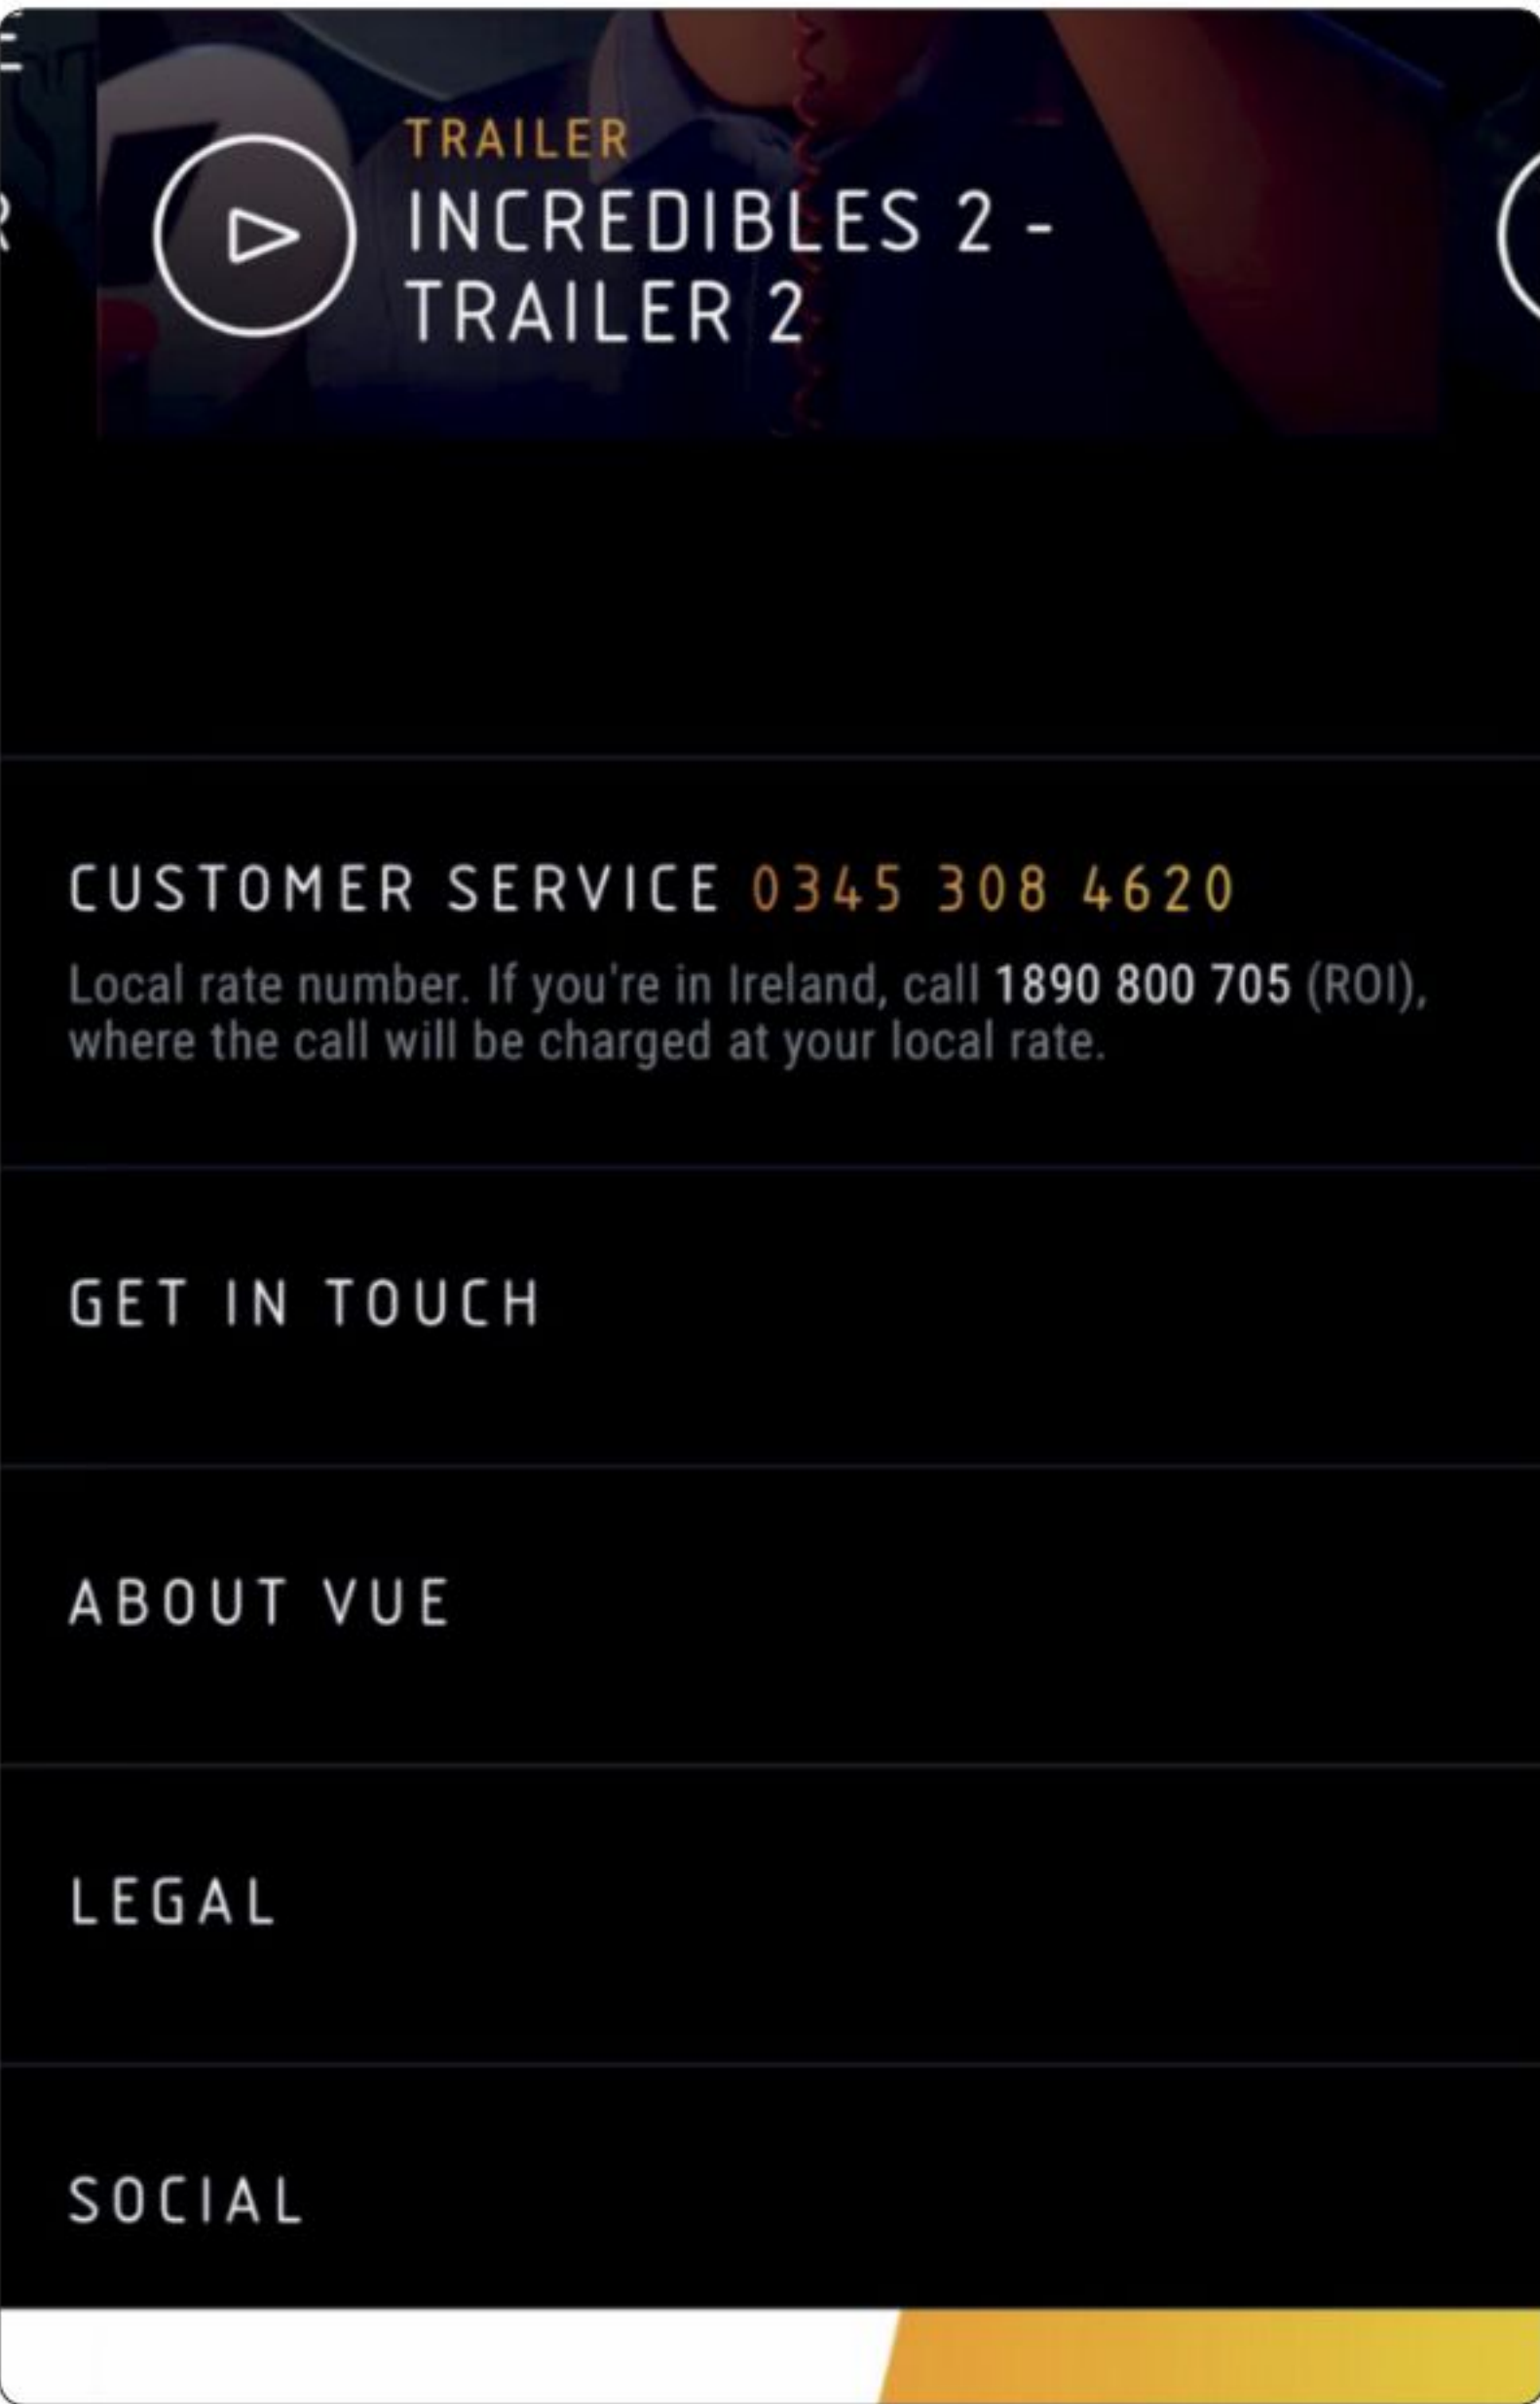 TRAILER
INCREDIBLES 2 -
TRAILER 2
CUSTOMER SERVICE 0345 308 4620
Local rate number. If you're in Ireland, call 1890 800 705 (ROI),
where the call will be charged at your local rate.
GET IN TOUCH
ABOUT VUE
LEGAL
SOCIAL